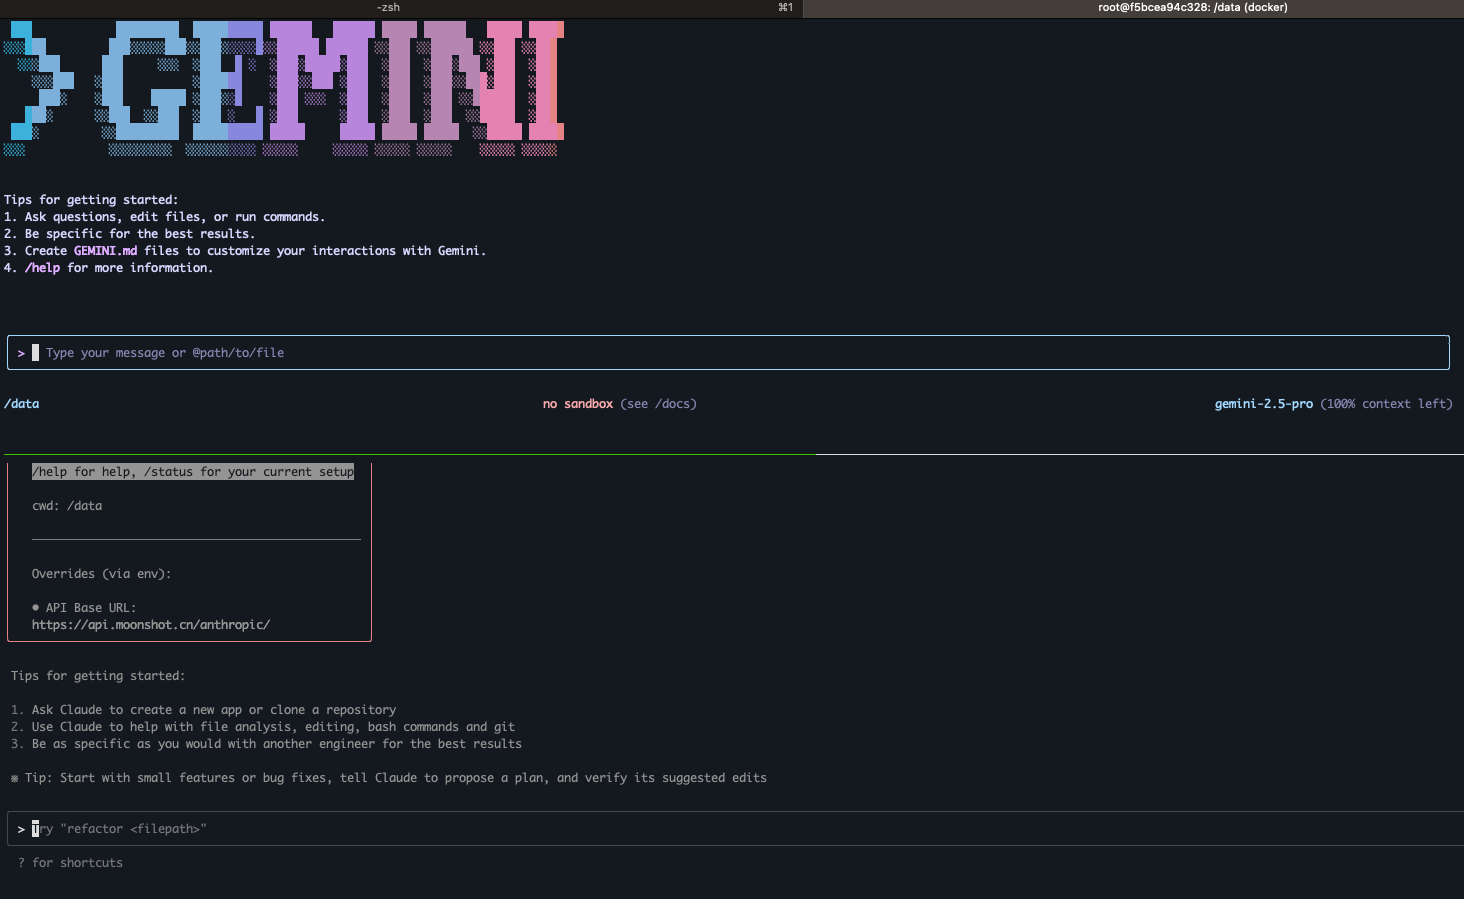 -zsh ⌘1 root@f5bcea94c328: /data (docker)
> GEMINI
Tips for getting started:
1. Ask questions, edit files, or run commands.
2. Be specific for the best results.
3. Create GEMINI.md files to customize your interactions with Gemini.
4. /help for more information.
> Type your message or @path/to/file
/data no sandbox (see /docs) gemini-2.5-pro (100% context left)
/help for help, /status for your current setup
cwd: /data
Overrides (via env):
• API Base URL:
https://api.moonshot.cn/anthropic/
Tips for getting started:
1. Ask Claude to create a new app or clone a repository
2. Use Claude to help with file analysis, editing, bash commands and git
3. Be as specific as you would with another engineer for the best results
※ Tip: Start with small features or bug fixes, tell Claude to propose a plan, and verify its suggested edits
> Try "refactor <filepath>"
? for shortcuts